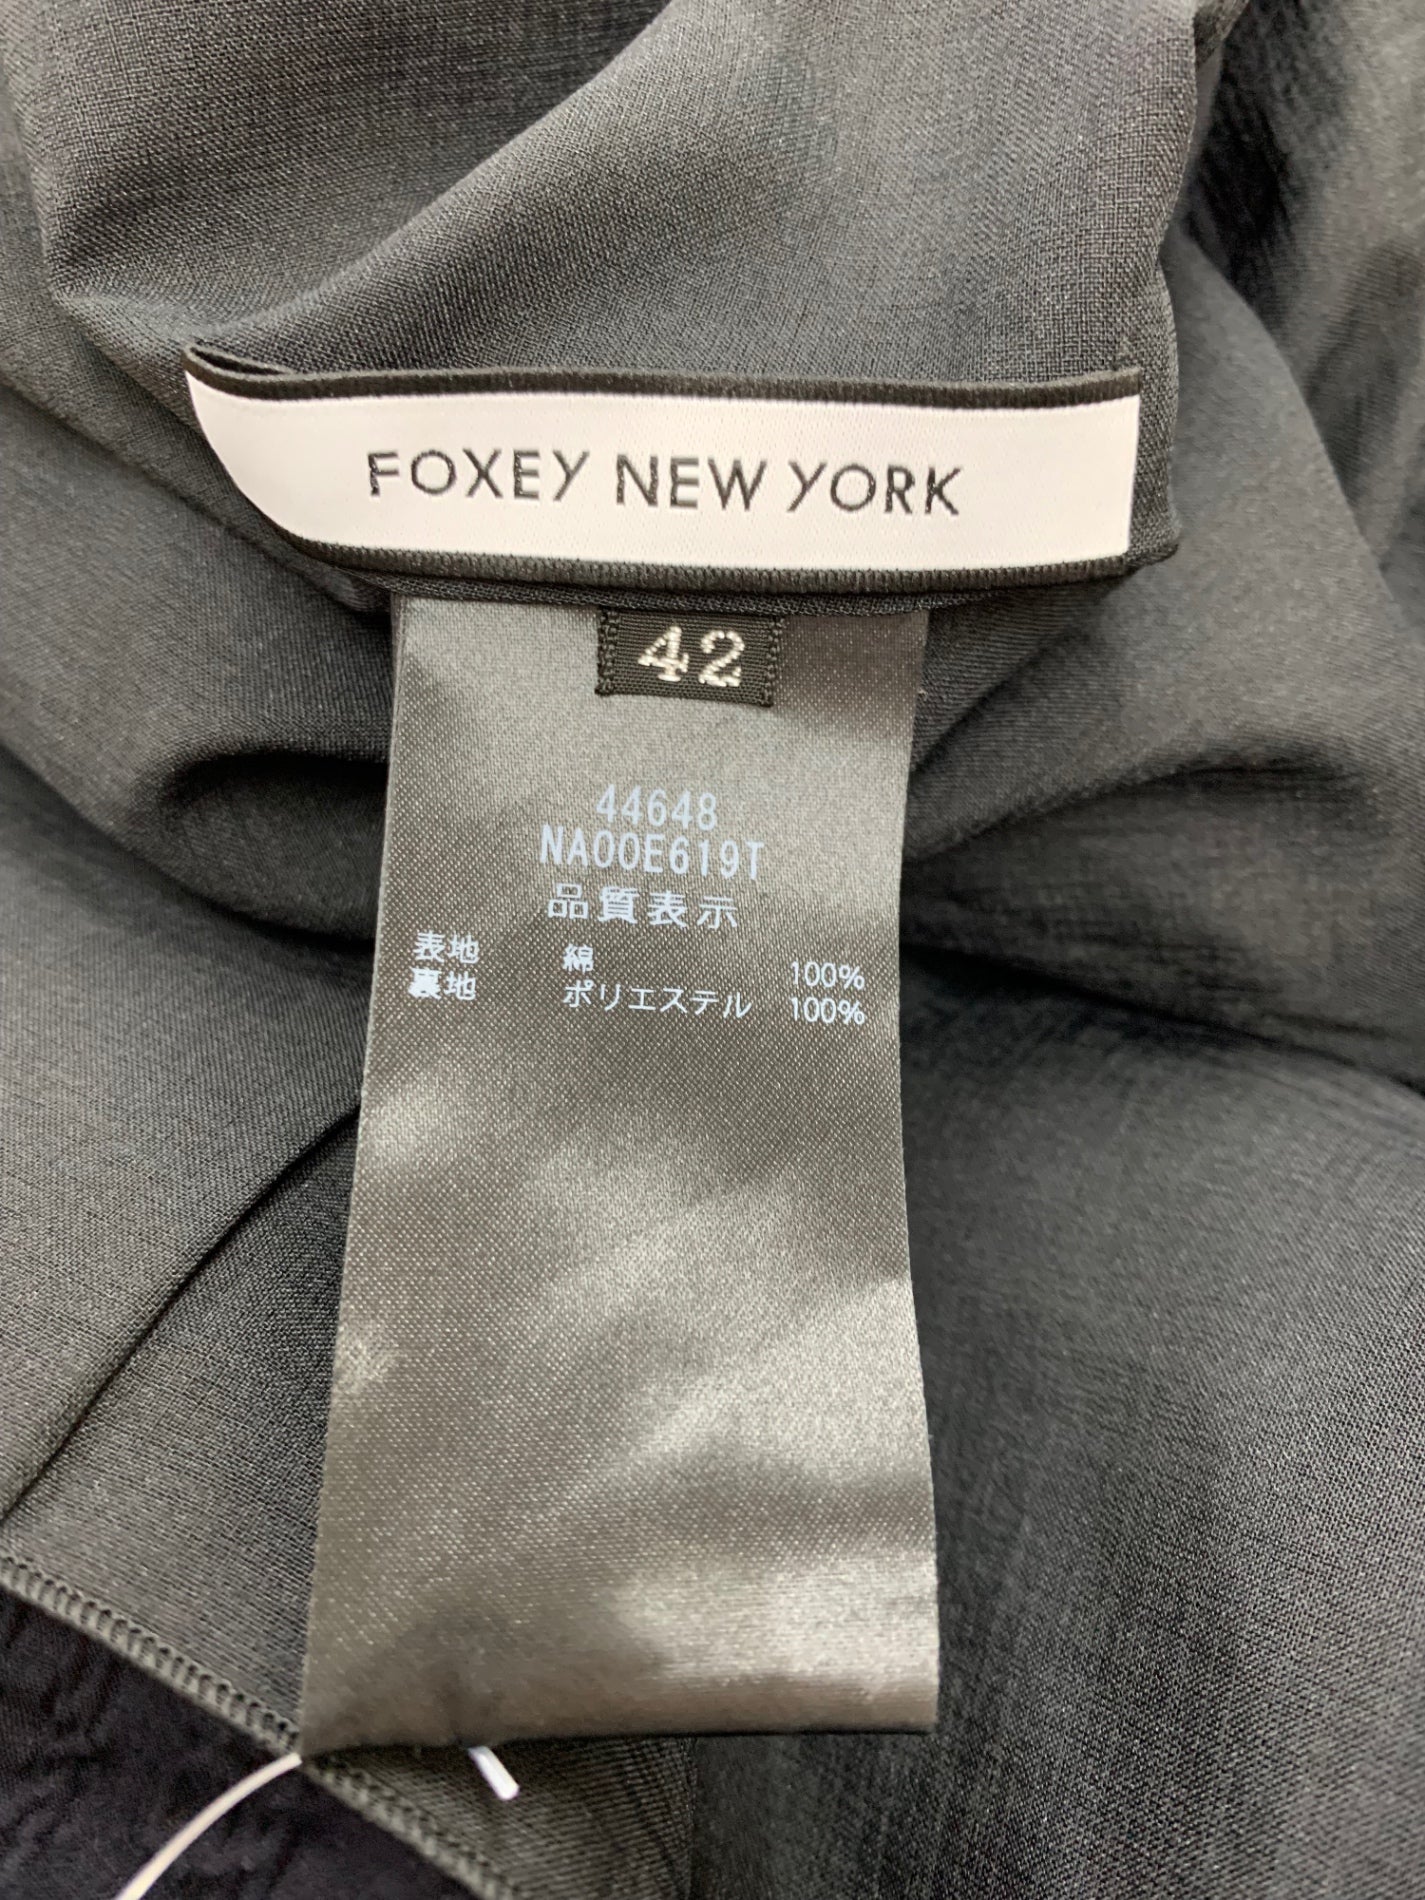 FOXEY NEW YORK
42
44648
NA00E619T
品質表示
表地 綿 100%
裏地 ポリエステル 100%